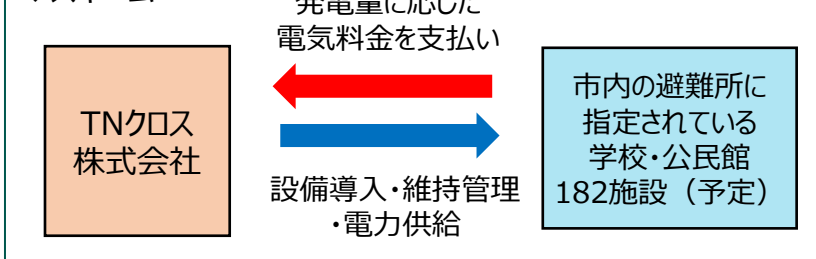 発電量に応じた
電気料金を支払い
TNクロス
株式会社
設備導入・維持管理
・電力供給
市内の避難所に
指定されている
学校・公民館
182施設（予定）